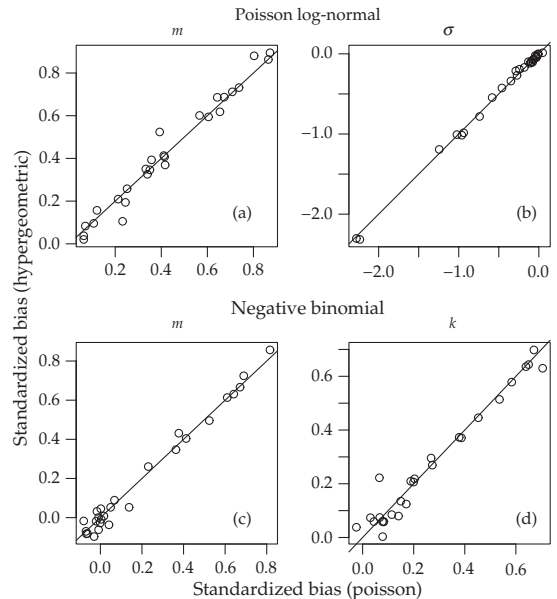 Poisson log-normal
m σ
0.8
0.6
0.4
0.2
0.0
(a)
0.2 0.4 0.6 0.8
0.0
−1.0
−2.0
(b)
−2.0 −1.0 0.0
Standardized bias (hypergeometric)
Negative binomial
m k
0.8
0.6
0.4
0.2
0.0
(c)
0.0 0.2 0.4 0.6 0.8
0.6
0.4
0.2
0.0
(d)
0.0 0.2 0.4 0.6
Standardized bias (poisson)